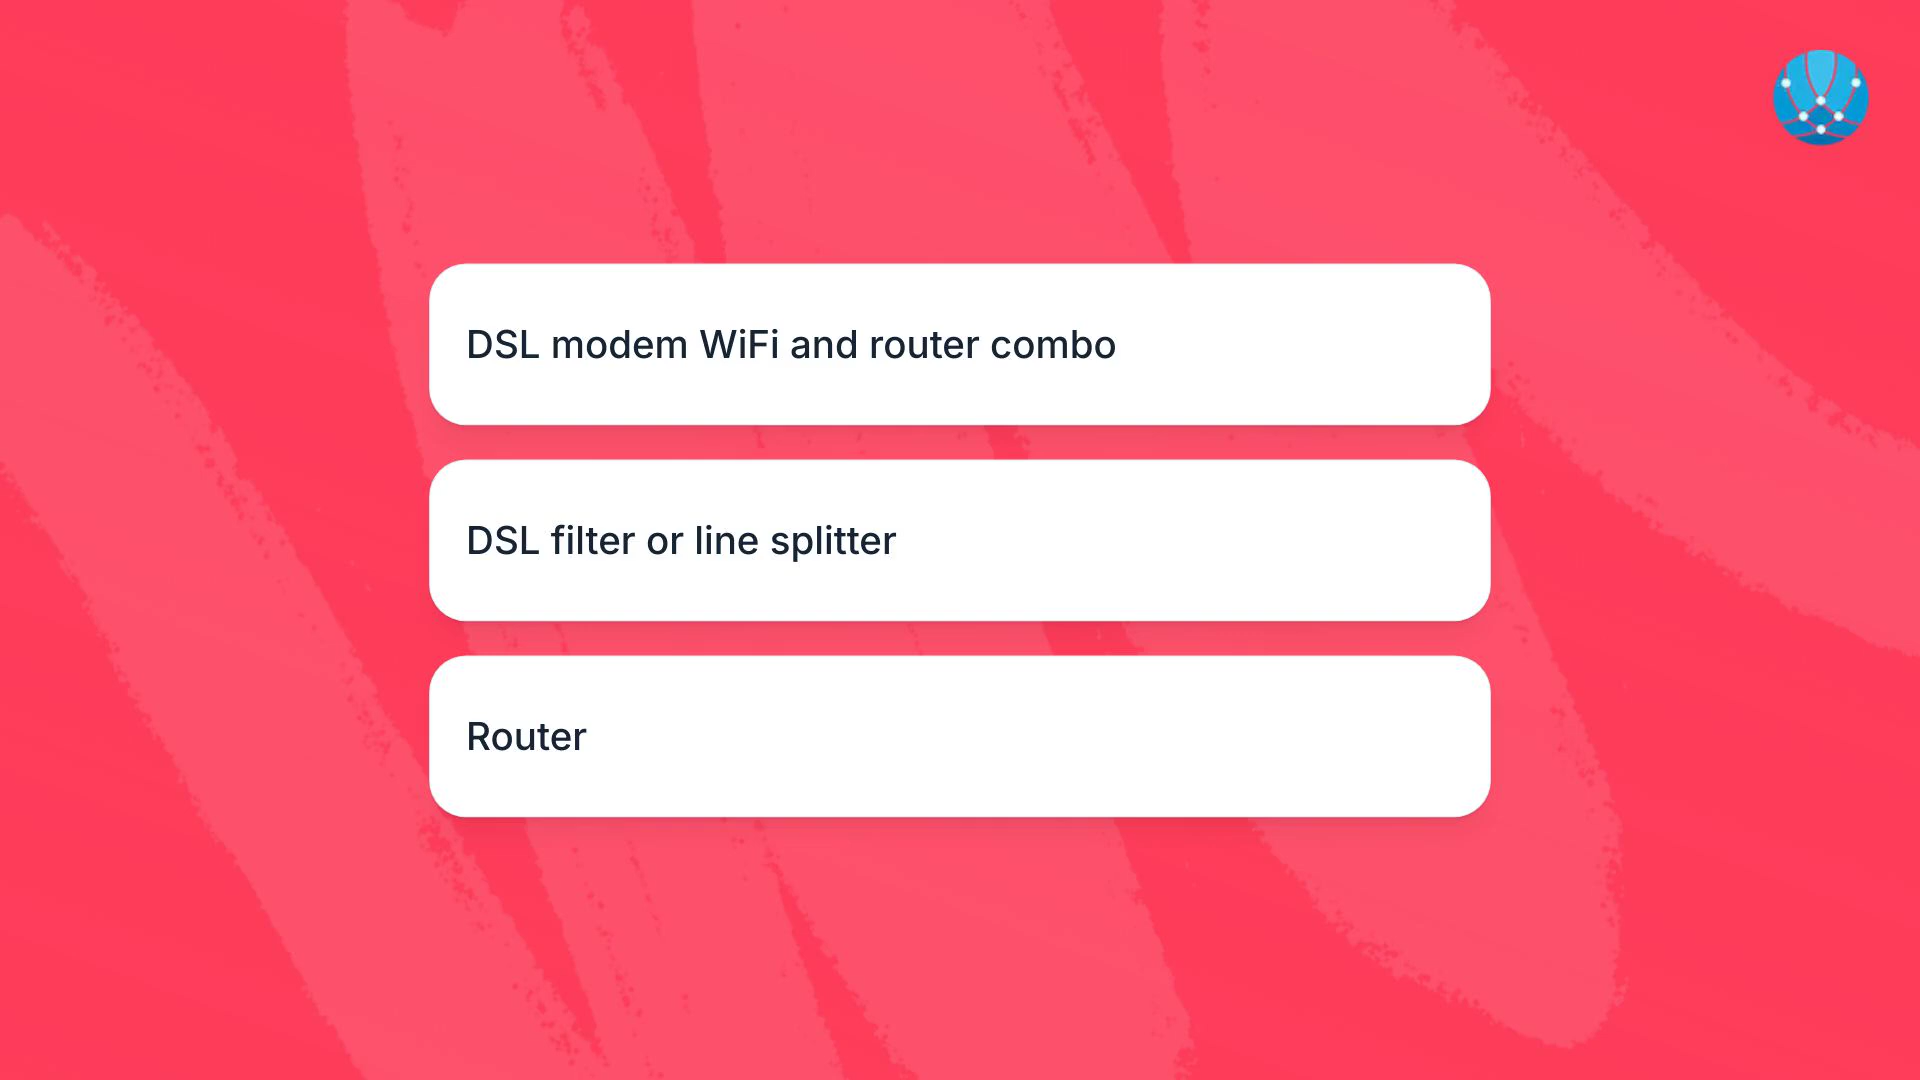 DSL modem WiFi and router combo
DSL filter or line splitter
Router